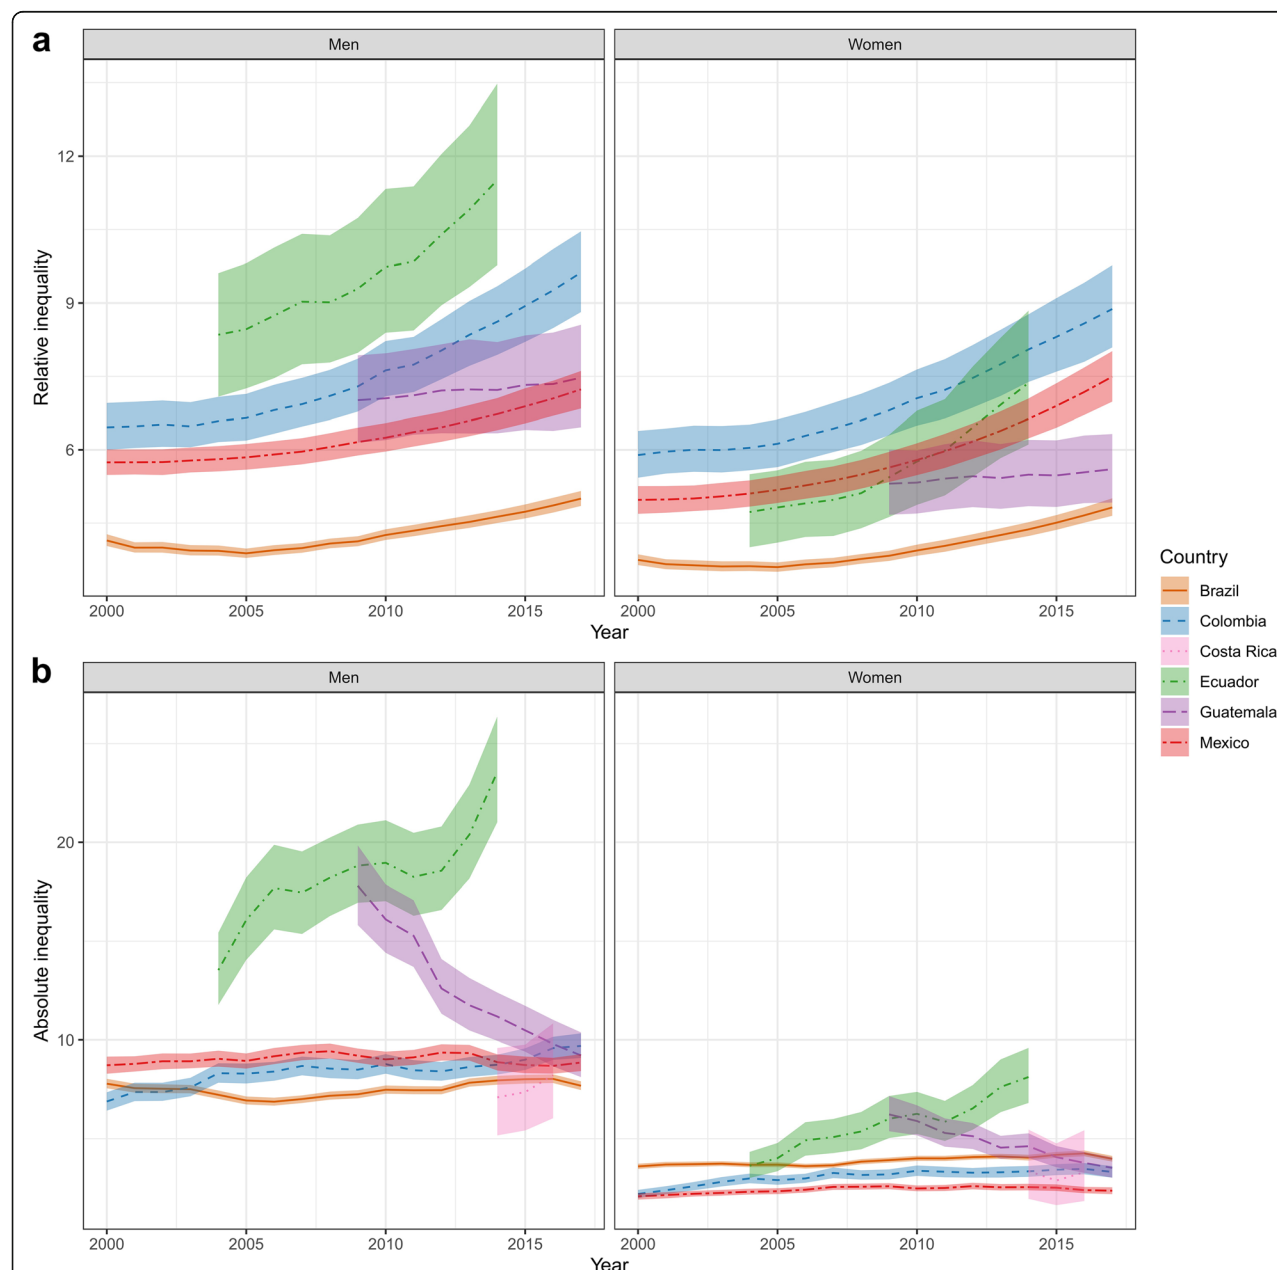 a
Men
Women
12
9
6
Relative inequality
2000
2005
2010
2015
2000
2005
2010
2015
Year
Country
Brazil
Colombia
Costa Rica
Ecuador
Guatemala
Mexico
b
Men
Women
20
10
Absolute inequality
2000
2005
2010
2015
2000
2005
2010
2015
Year